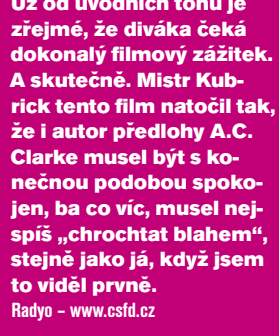 Už od úvodních tónů je
zřejmé, že diváka čeká
dokonalý filmový zážitek.
A skutečně. Mistr Kub-
rick tento film natočil tak,
že i autor předlohy A.C.
Clarke musel být s ko-
nečnou podobou spoko-
jen, ba co víc, musel nej-
spíš „chrochtat blahem“,
stejně jako já, když jsem
to viděl prvně.
Radyo – www.csfd.cz